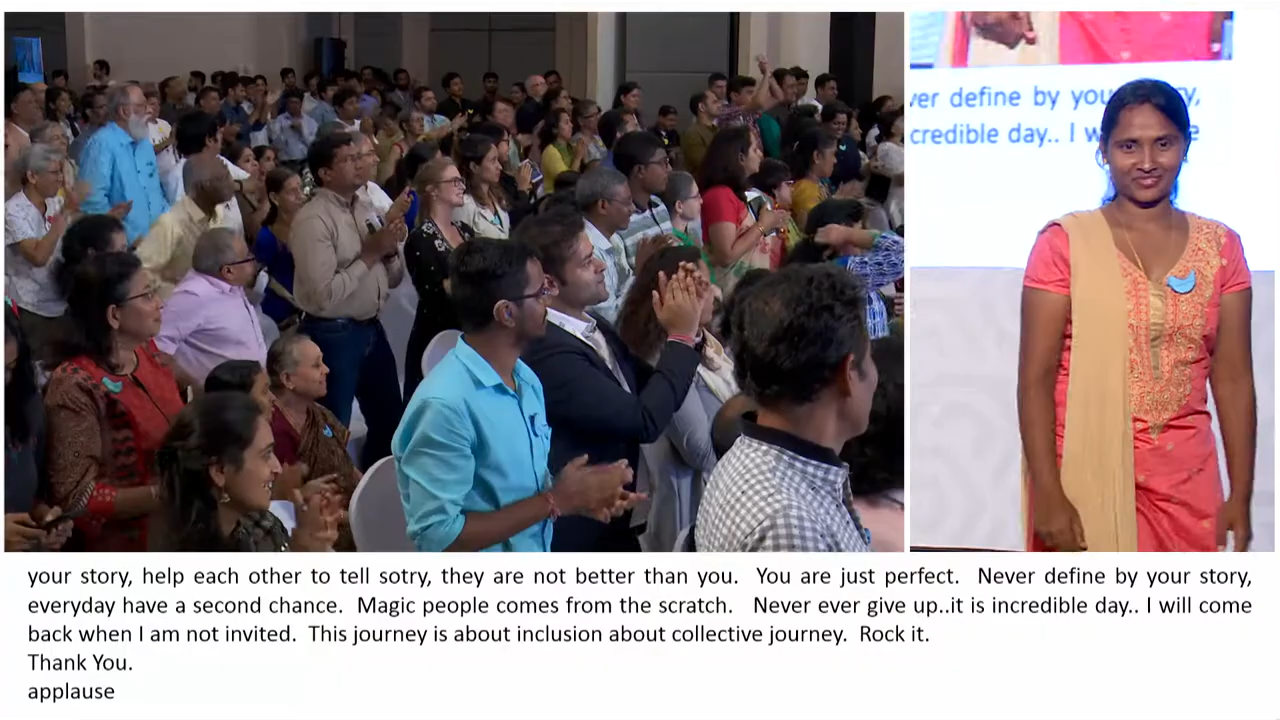 ver define by you ry,
credible day.. I w e
your story, help each other to tell sotry, they are not better than you. You are just perfect. Never define by your story,
everyday have a second chance. Magic people comes from the scratch. Never ever give up..it is incredible day.. I will come
back when I am not invited. This journey is about inclusion about collective journey. Rock it.
Thank You.
applause